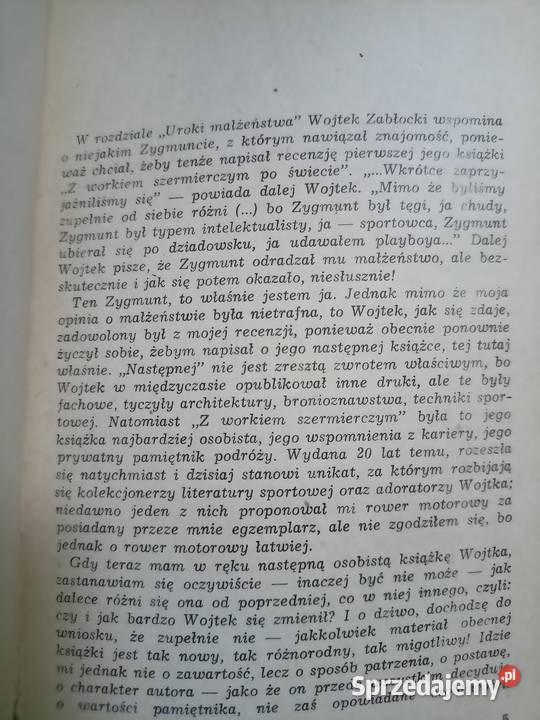 W rozdziale „Uroki małżeństwa" Wojtek Zabłocki wspomina
o niejakim Zygmuncie, z którym nawiązał znajomość, ponie-
waż chciał, żeby tenże napisał recenzję pierwszej jego książki
„Z workiem szermierczym po świecie". „...Wkrótce zaprzy-
jaźniliśmy się" — powiada dalej Wojtek. „Mimo że byliśmy
zupełnie od siebie różni (...) bo Zygmunt był tęgi, ja chudy,
Zygmunt był typem intelektualisty, ja — sportowca, Zygmunt
ubierał się po dziadowsku, ja udawałem playboya..." Dalej
Wojtek pisze, że Zygmunt odradzał mu małżeństwo, ale bez-
skutecznie i jak się potem okazało, niesłusznie!
Ten Zygmunt, to właśnie jestem ja. Jednak mimo że moja
opinia o małżeństwie była nietrafna, to Wojtek, jak się zdaje,
zadowolony był z mojej recenzji, ponieważ obecnie ponownie
życzył sobie, żebym napisał o jego następnej książce, tej tutaj
właśnie. „Następnej" nie jest zresztą zwrotem właściwym, bo
Wojtek w międzyczasie opublikował inne druki, ale te były
fachowe, tyczyły architektury, bronioznawstwa, techniki spor-
towej. Natomiast „Z workiem szermierczym" była to jego
książka najbardziej osobista, jego wspomnienia z kariery, jego
prywatny pamiętnik podróży. Wydana 20 lat temu, rozeszła
się natychmiast i dzisiaj stanowi unikat, za którym rozbijają
się kolekcjonerzy literatury sportowej oraz adoratorzy Wojtka;
niedawno jeden z nich proponował mi rower motorowy za
posiadany przeze mnie egzemplarz, ale nie zgodziłem się, bo
jednak o rower motorowy łatwiej.
Gdy teraz mam w ręku następną osobistą książkę Wojtka,
zastanawiam się oczywiście — inaczej być nie może — jak
dalece różni się ona od poprzedniej, co w niej innego, czyli:
czy i jak bardzo Wojtek się zmienił? I o dziwo, dochodzę do
wniosku, że zupełnie nie — jakkolwiek materiał obecnej
książki jest tak nowy, tak różnorodny, tak migotliwy! Idzie
mi jednak nie o zawartość, lecz o sposób patrzenia, o postawę,
o charakter autora — jako że on przede wszystkim decyduje
o wartości pamiętnika, nie zaś opowiadane
5
Sprzedajemy.pl